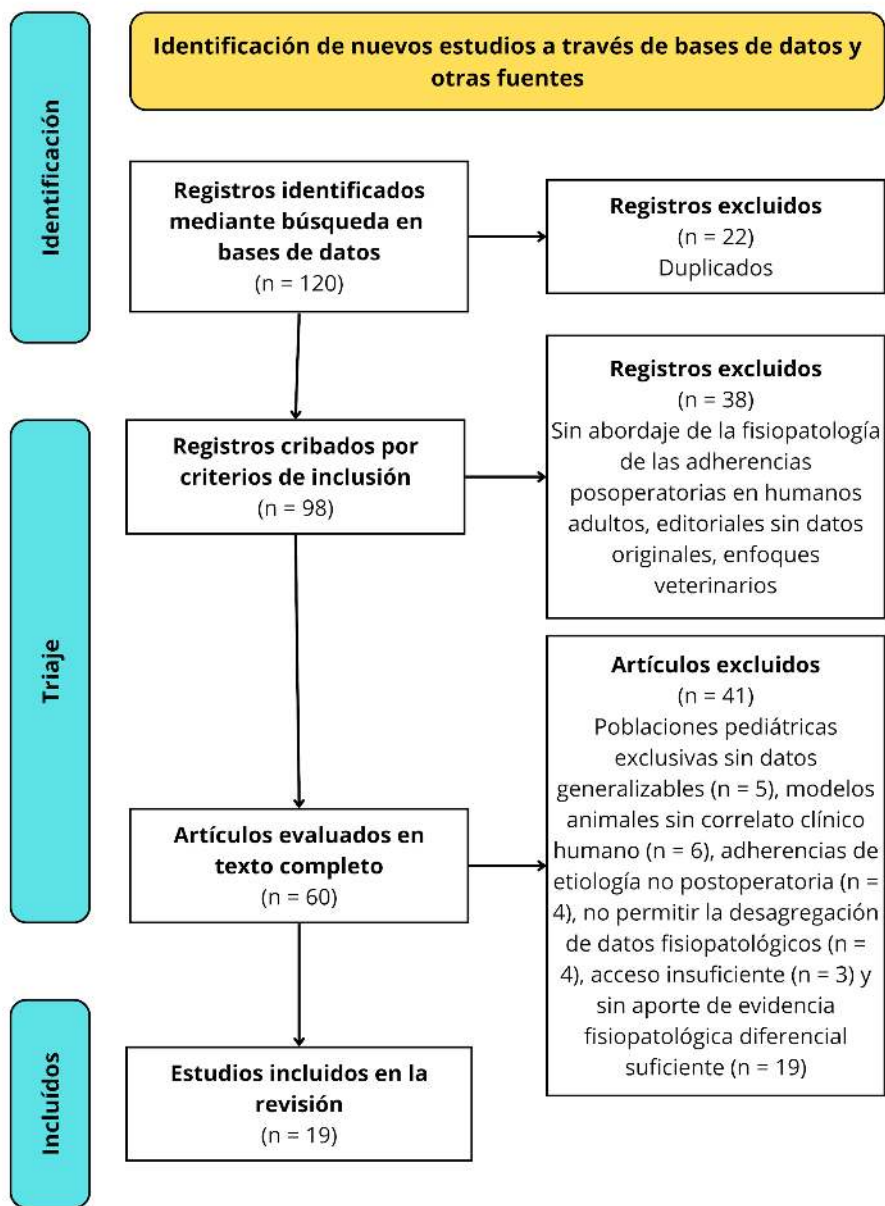 Identificación de nuevos estudios a través de bases de datos y
otras fuentes
Identificación
Registros identificados
mediante búsqueda en
bases de datos
(n = 120)
Registros excluidos
(n = 22)
Duplicados
Triaje
Registros cribados por
criterios de inclusión
(n = 98)
Registros excluidos
(n = 38)
Sin abordaje de la fisiopatología
de las adherencias
posoperatorias en humanos
adultos, editoriales sin datos
originales, enfoques
veterinarios
Artículos evaluados en
texto completo
(n = 60)
Artículos excluidos
(n = 41)
Poblaciones pediátricas
exclusivas sin datos
generalizables (n = 5), modelos
animales sin correlato clínico
humano (n = 6), adherencias de
etiología no postoperatoria (n =
4), no permitir la desagregación
de datos fisiopatológicos (n =
4), acceso insuficiente (n = 3) y
sin aporte de evidencia
fisiopatológica diferencial
suficiente (n = 19)
Incluídos
Estudios incluidos en la
revisión
(n = 19)